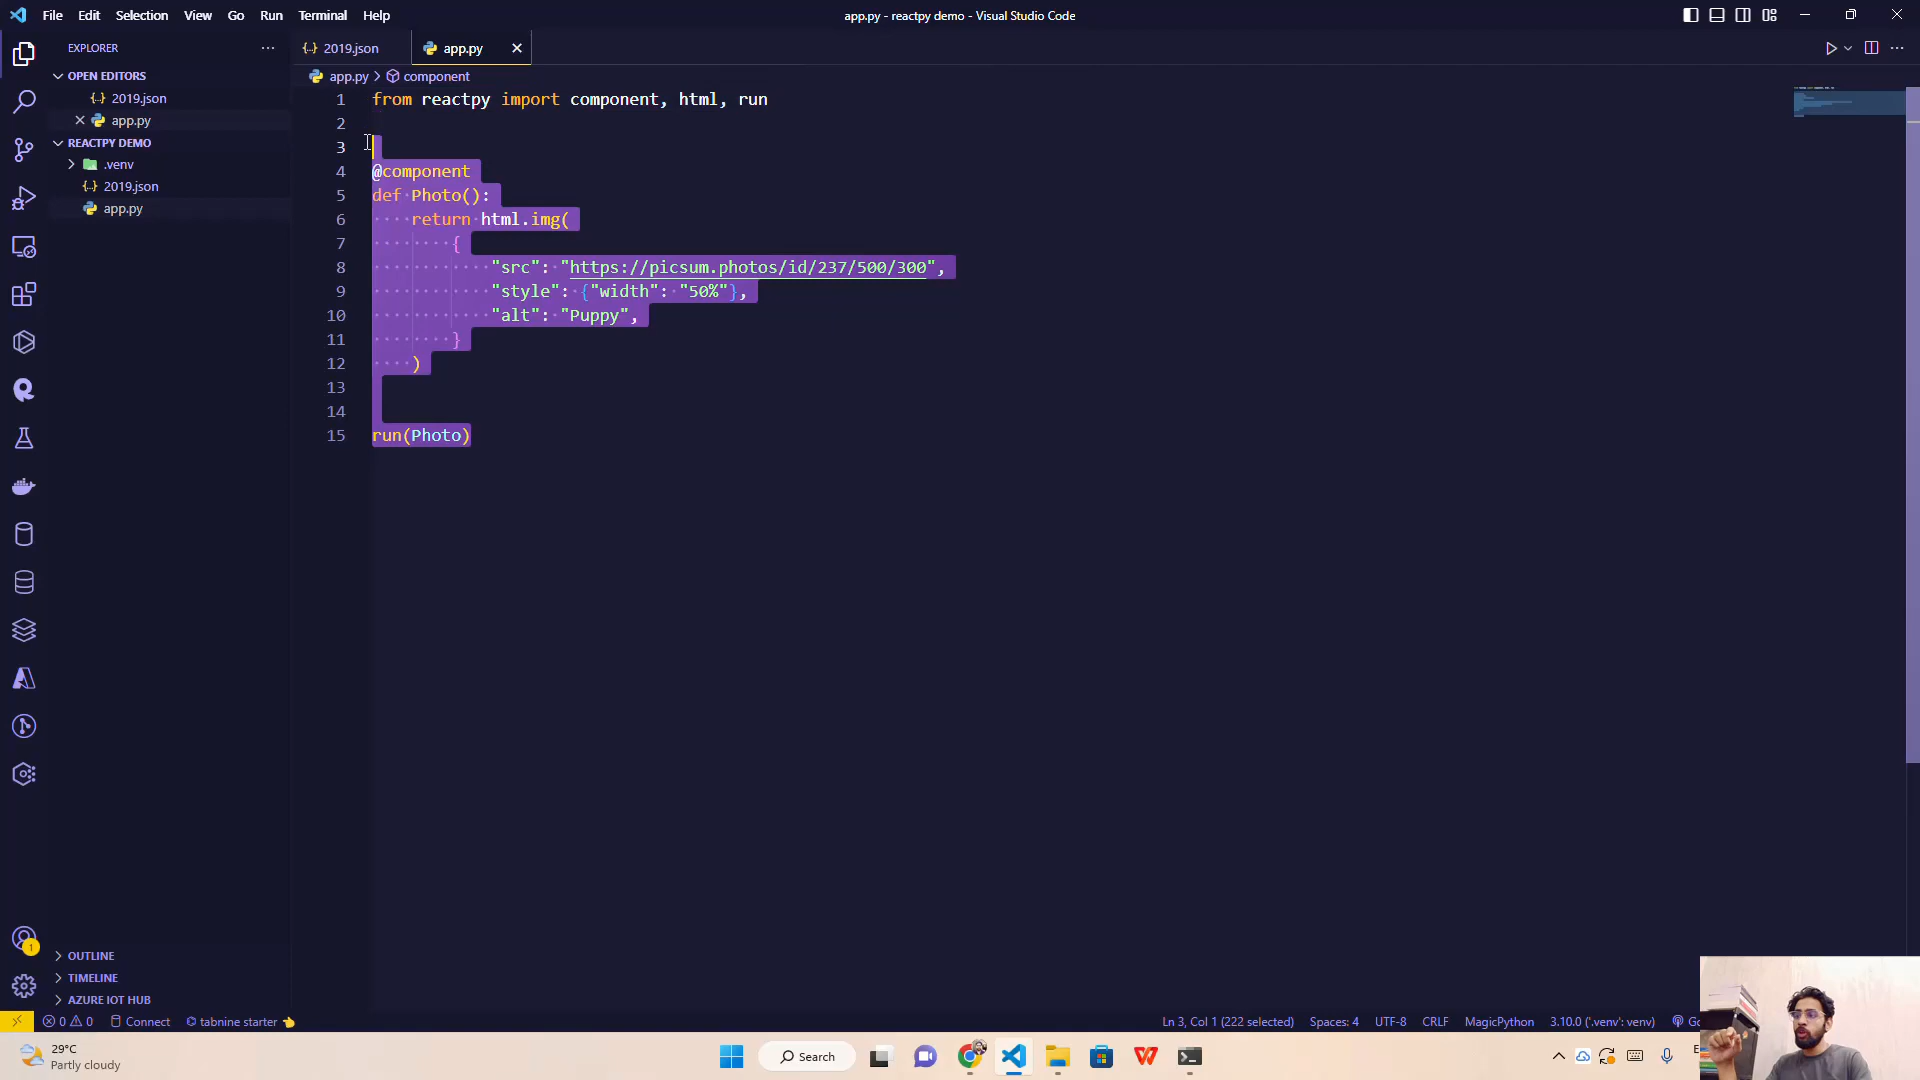 File Edit Selection View Go Run Terminal Help
app.py - reactpy demo - Visual Studio Code
EXPLORER
2019.json
app.py
OPEN EDITORS
app.py
component
2019.json
app.py
REACTPY DEMO
.venv
2019.json
app.py
1 from reactpy import component, html, run
2
3
4 @component
5 def Photo():
6 return html.img(
7 {
8 "src": "https://picsum.photos/id/237/500/300",
9 "style": {"width": "50%"},
10 "alt": "Puppy",
11 }
12 )
13
14
15 run(Photo)
1
OUTLINE
TIMELINE
AZURE IOT HUB
0 0 Connect tabnine starter
Ln 3, Col 1 (222 selected) Spaces: 4 UTF-8 CRLF MagicPython 3.10.0 ('.venv': venv)
29°C
Partly cloudy
Search